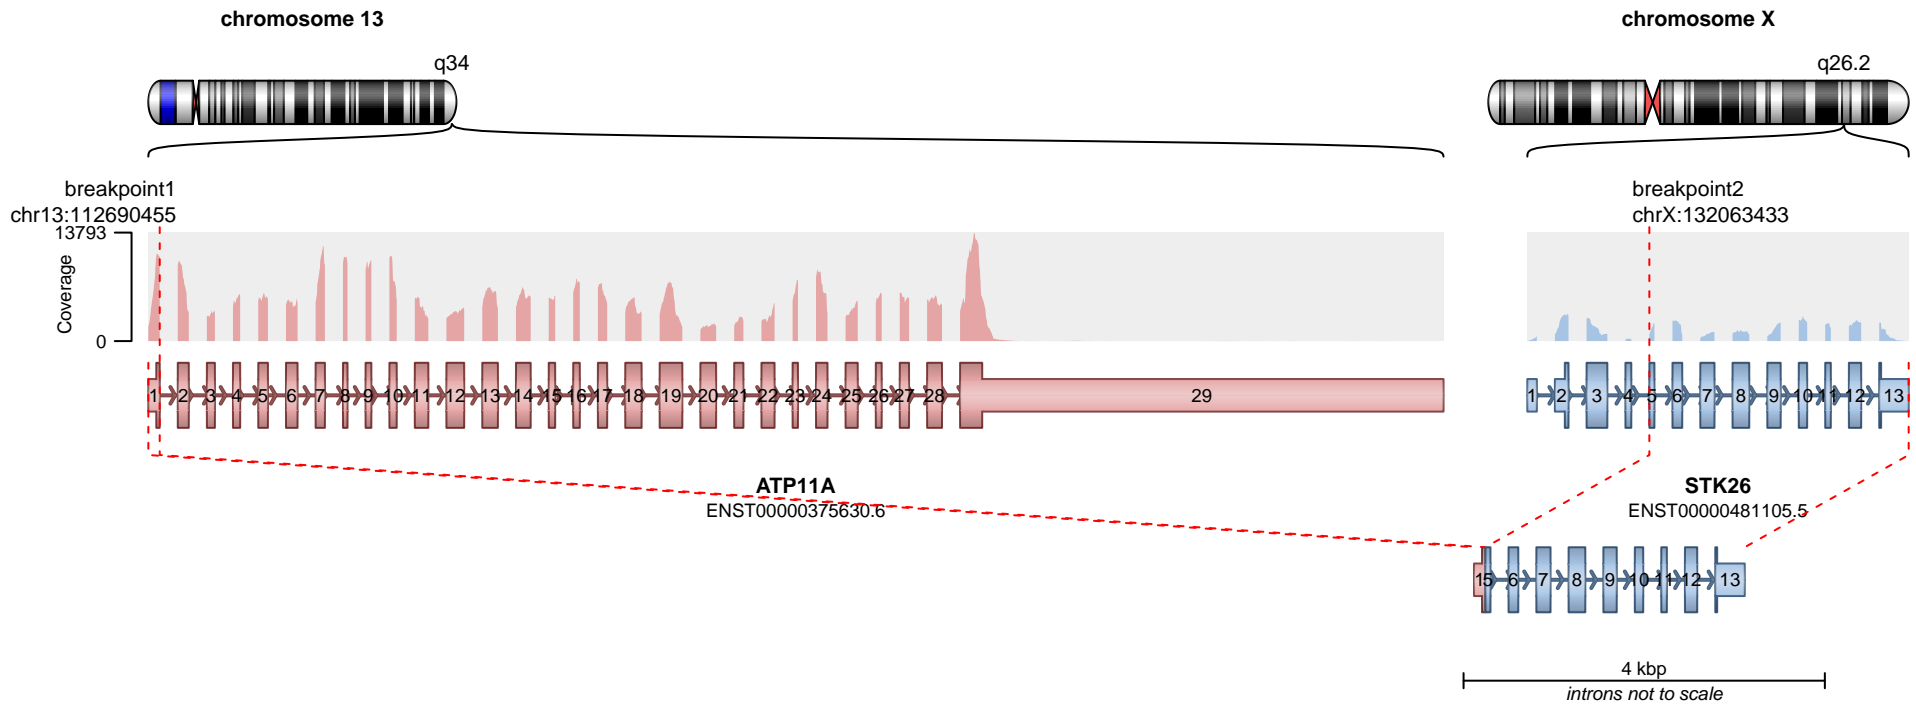 chromosome 13
chromosome X
q34
q26.2
breakpoint1
chr13:112690455
breakpoint2
chrX:132063433
13793
Coverage
0
1 2 3 4 5 6 7 8 9 10 11 12 13 14 15 16 17 18 19 20 21 22 23 24 25 26 27 28 29
1 2 3 4 5 6 7 8 9 10 11 12 13
ATP11A
ENST00000375630.6
STK26
ENST00000481105.5
1 5 6 7 8 9 10 11 12 13
4 kbp
introns not to scale